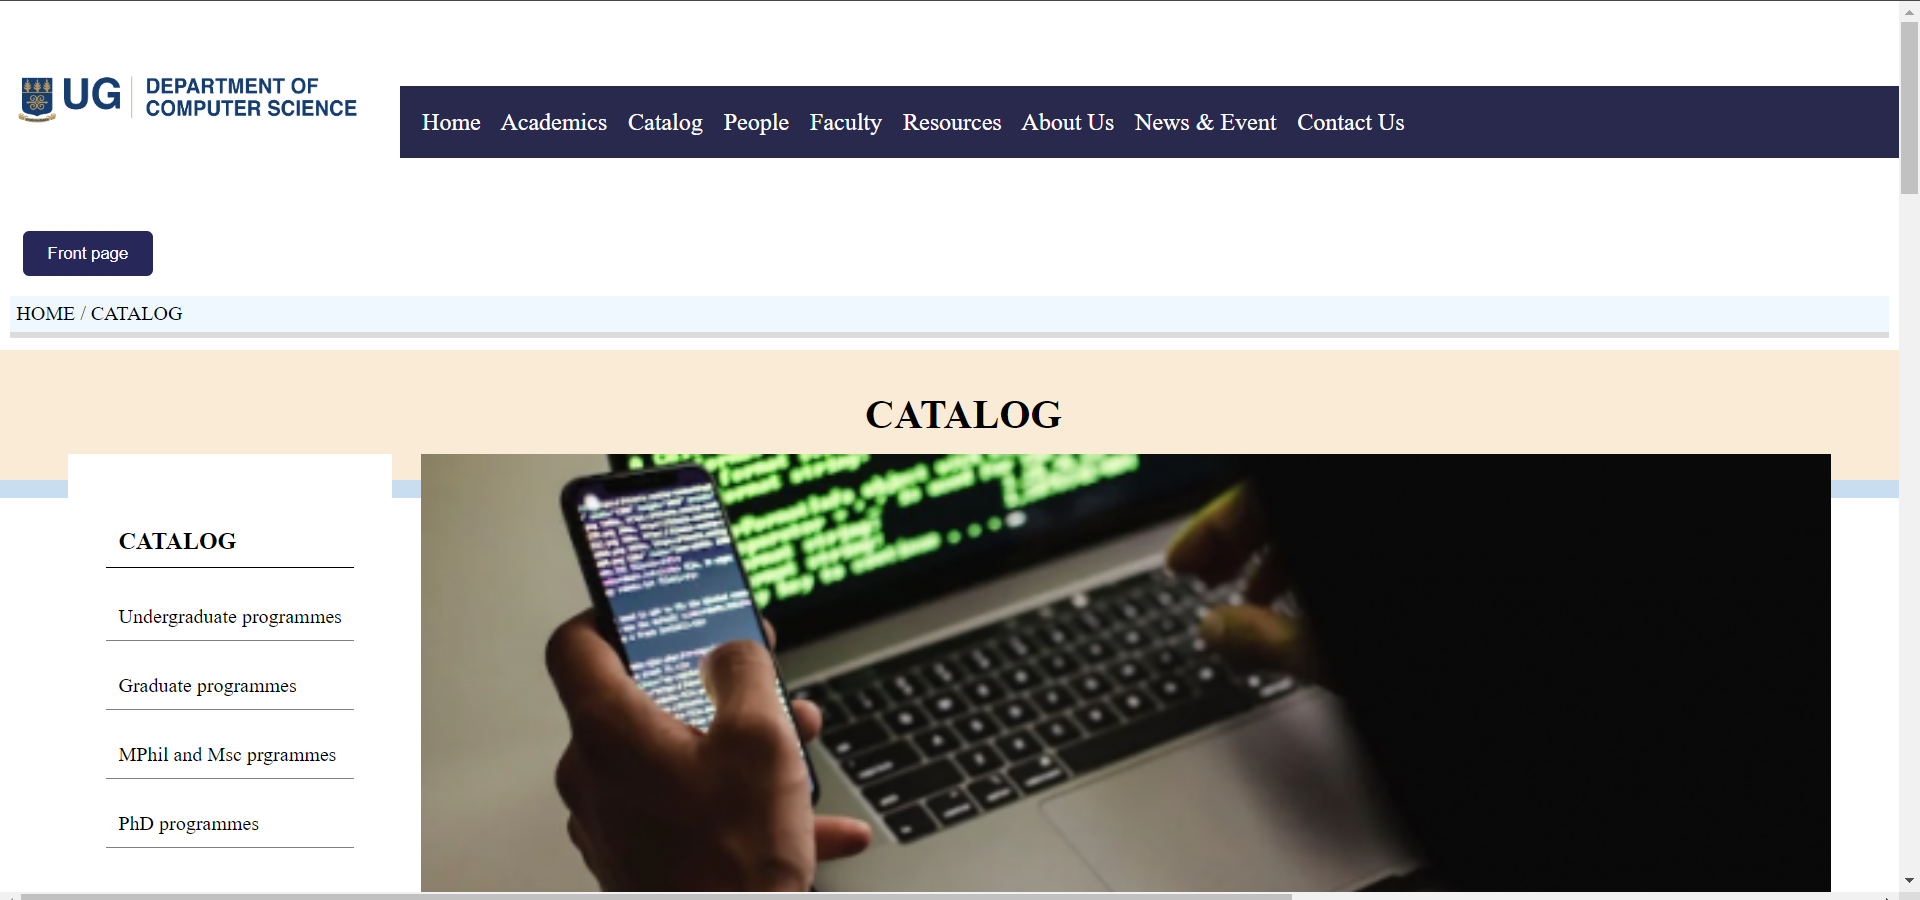 UG
DEPARTMENT OF
COMPUTER SCIENCE
Home Academics Catalog People Faculty Resources About Us News & Event Contact Us
Front page
HOME / CATALOG
CATALOG
CATALOG
Undergraduate programmes
Graduate programmes
MPhil and Msc prgrammes
PhD programmes